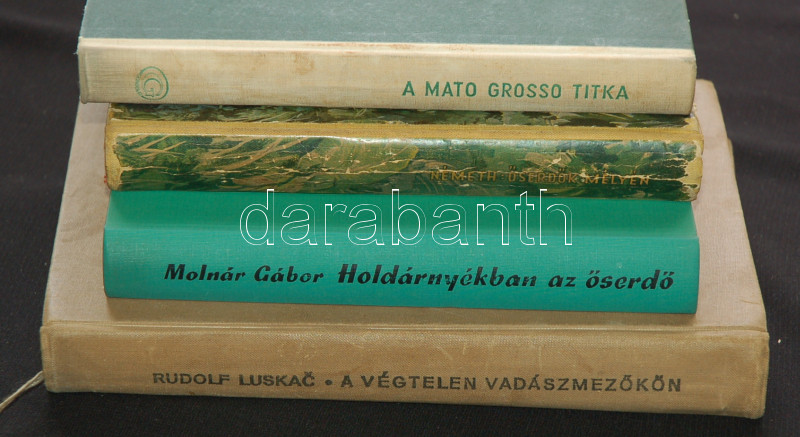 A MATO GROSSO TITKA
NÉMETH ŐSERDŐK MÉLYÉN
darabanth
Molnár Gábor Holdárnyékban az őserdő
RUDOLF LUSKAČ • A VÉGTELEN VADÁSZMEZŐKÖN